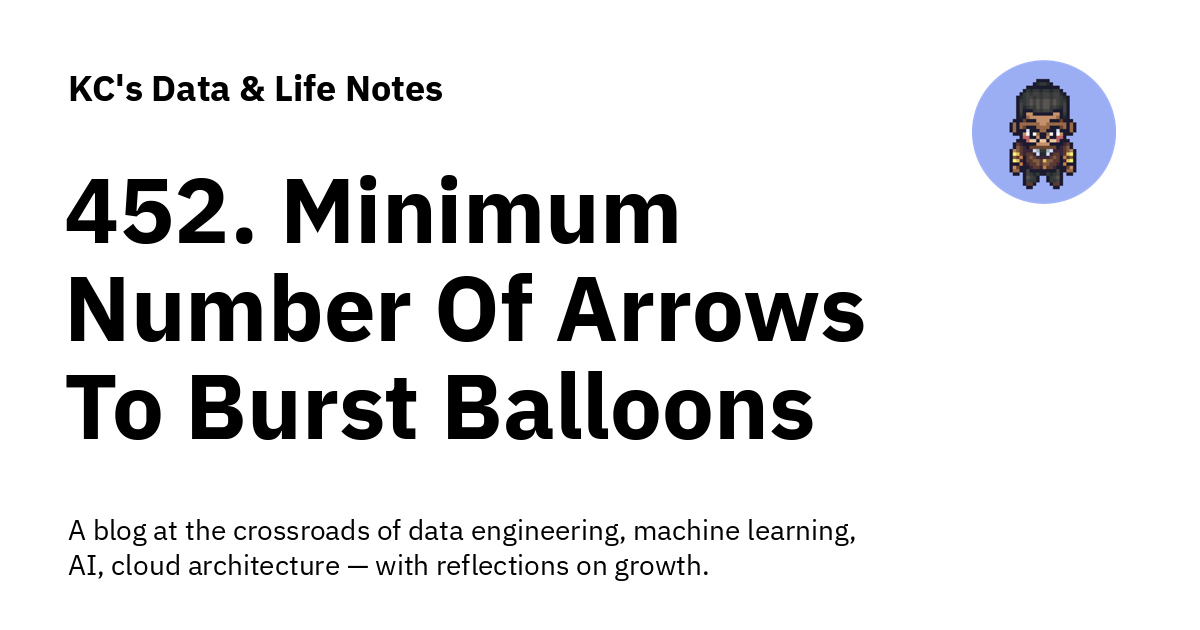 KC's Data & Life Notes
452. Minimum
Number Of Arrows
To Burst Balloons
A blog at the crossroads of data engineering, machine learning,
AI, cloud architecture — with reflections on growth.